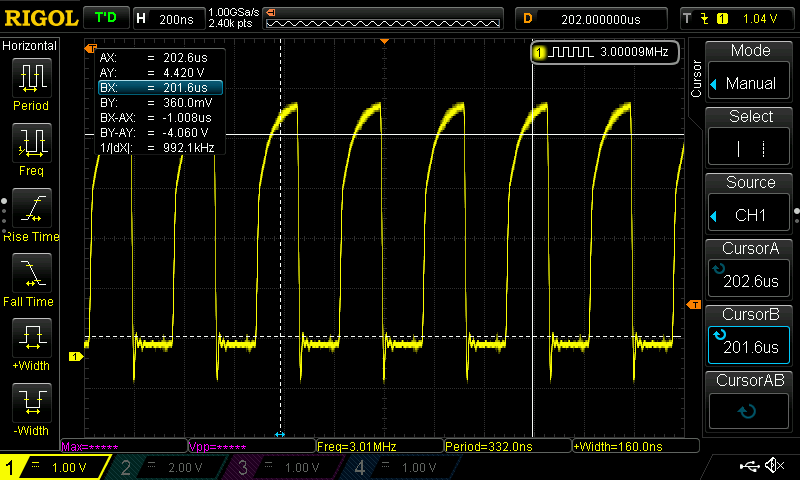 RIGOL T'D H 200ns 1.00GSa/s 2.40k pts D 202.000000us T 1 1.04 V
Horizontal
Period
Freq
Rise Time
Fall Time
+Width
-Width
AX: = 202.6us
AY: = 4.420 V
BX: = 201.6us
BY: = 360.0mV
BX-AX: = -1.008us
BY-AY: = -4.060 V
1/|dX|: = 992.1kHz
1 3.00009MHz
T
T
1
Cursor
Mode
Manual
Select
Source
CH1
CursorA
202.6us
CursorB
201.6us
CursorAB
Max=***** Vpp=***** Freq=3.01MHz Period=332.0ns +Width=160.0ns
1 = 1.00 V 2 = 2.00 V 3 = 1.00 V 4 = 1.00 V